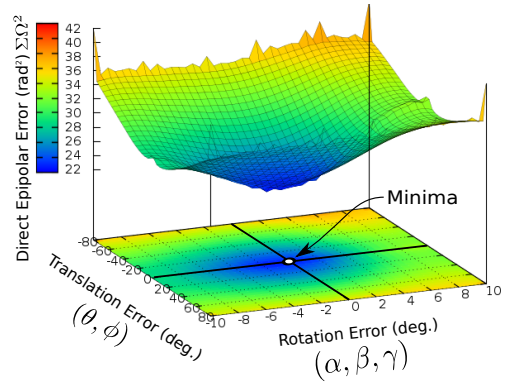 Direct Epipolar Error (rad²) ΣΩ²
42
40
38
36
34
32
30
28
26
24
22
Minima
-80
-60
-40
-20
0
20
40
60
80
Translation Error (deg.)
(θ, ϕ)
-10 -8 -6 -4 -2 0 2 4 6 8 10
Rotation Error (deg.)
(α, β, γ)